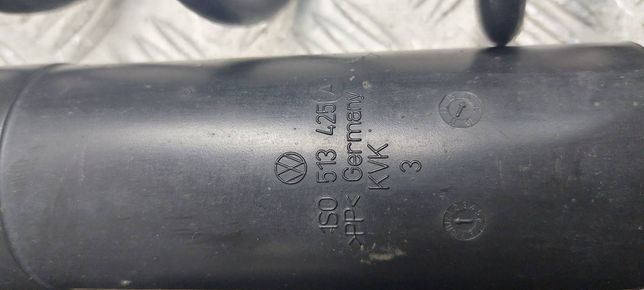 1S0 513 425 A
>PP< Germany
KVK
3